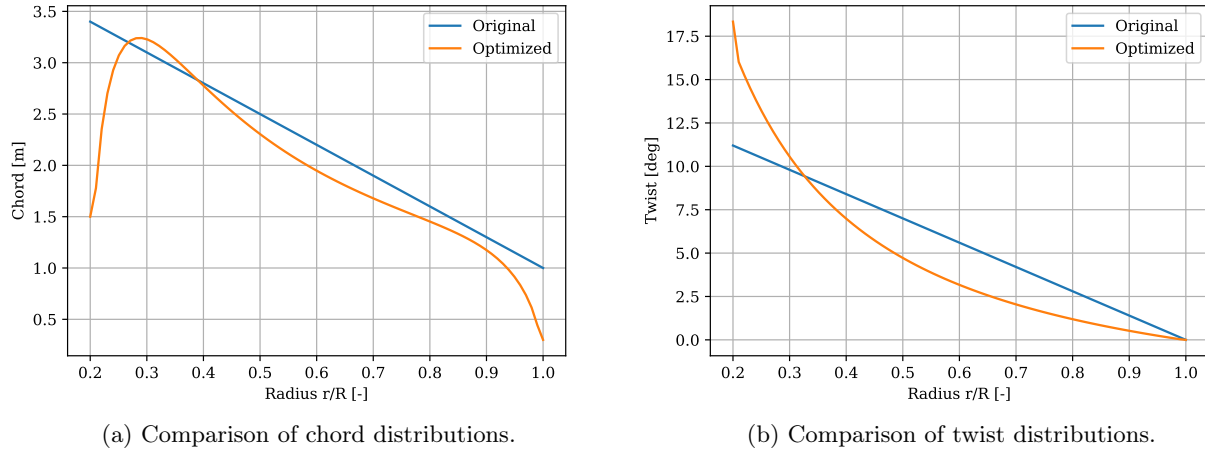 Original
Optimized
3.5
3.0
2.5
2.0
1.5
1.0
0.5
Chord [m]
0.2 0.3 0.4 0.5 0.6 0.7 0.8 0.9 1.0
Radius r/R [-]
(a) Comparison of chord distributions.
Original
Optimized
17.5
15.0
12.5
10.0
7.5
5.0
2.5
0.0
Twist [deg]
0.2 0.3 0.4 0.5 0.6 0.7 0.8 0.9 1.0
Radius r/R [-]
(b) Comparison of twist distributions.